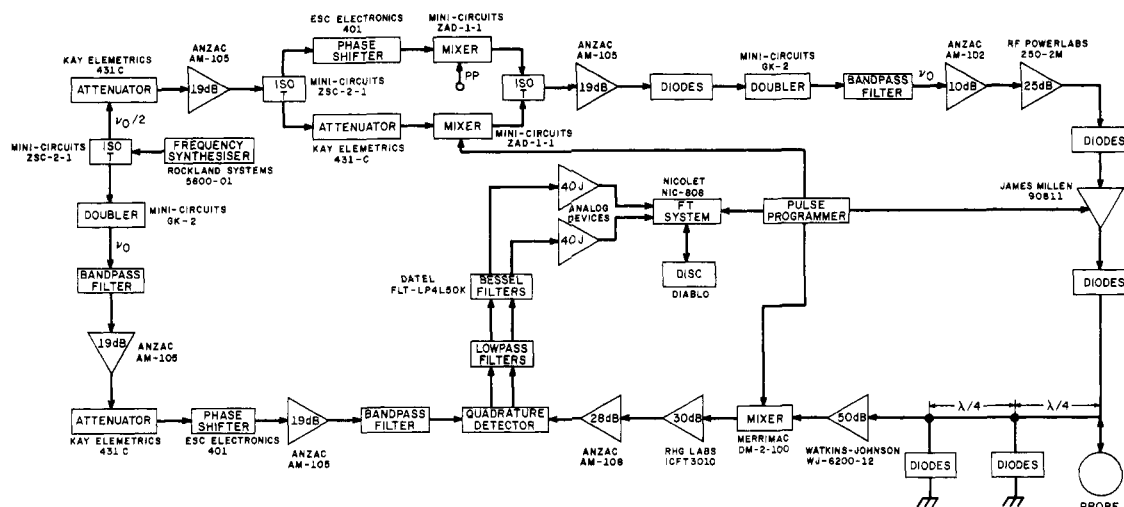 KAY ELEMETRICS
431C
ATTENUATOR
ANZAC
AM-105
19dB
ISO
T
MINI-CIRCUITS
ZSC-2-1
ESC ELECTRONICS
401
PHASE
SHIFTER
MINI-CIRCUITS
ZAD-1-1
MIXER
PP
ATTENUATOR
KAY ELEMETRICS
431-C
MIXER
MINI-CIRCUITS
ZAD-1-1
ISO
T
ANZAC
AM-105
19dB
DIODES
MINI-CIRCUITS
GK-2
DOUBLER
BANDPASS
FILTER
ν0
ANZAC
AM-102
10dB
RF POWERLABS
250-2M
25dB
DIODES
JAMES MILLEN
90811
DIODES
ν0/2
MINI-CIRCUITS
ZSC-2-1
ISO
T
FREQUENCY
SYNTHESISER
ROCKLAND SYSTEMS
5600-01
DOUBLER
MINI-CIRCUITS
GK-2
ν0
BANDPASS
FILTER
19dB
ANZAC
AM-105
40J
40J
ANALOG
DEVICES
NICOLET
NIC-808
FT
SYSTEM
PULSE
PROGRAMMER
DISC
DIABLO
DATEL
FLT-LP4L50K
BESSEL
FILTERS
LOWPASS
FILTERS
ATTENUATOR
KAY ELEMETRICS
431C
PHASE
SHIFTER
ESC ELECTRONICS
401
19dB
ANZAC
AM-105
BANDPASS
FILTER
QUADRATURE
DETECTOR
28dB
ANZAC
AM-108
30dB
RHG LABS
ICFT3010
MIXER
MERRIMAC
DM-2-100
50dB
WATKINS-JOHNSON
WJ-6200-12
λ/4
λ/4
DIODES
DIODES
PROBE